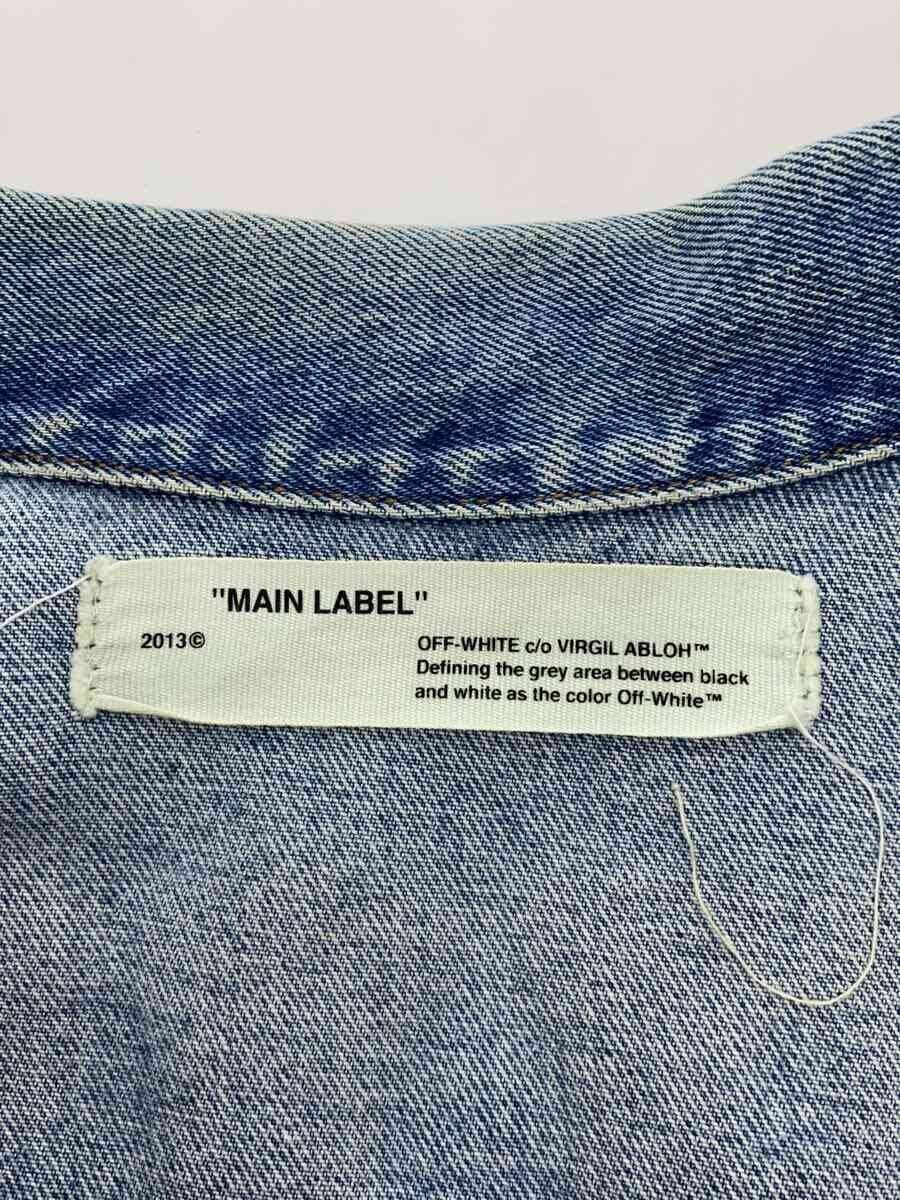 "MAIN LABEL"
2013©
OFF-WHITE c/o VIRGIL ABLOH™
Defining the grey area between black
and white as the color Off-White™